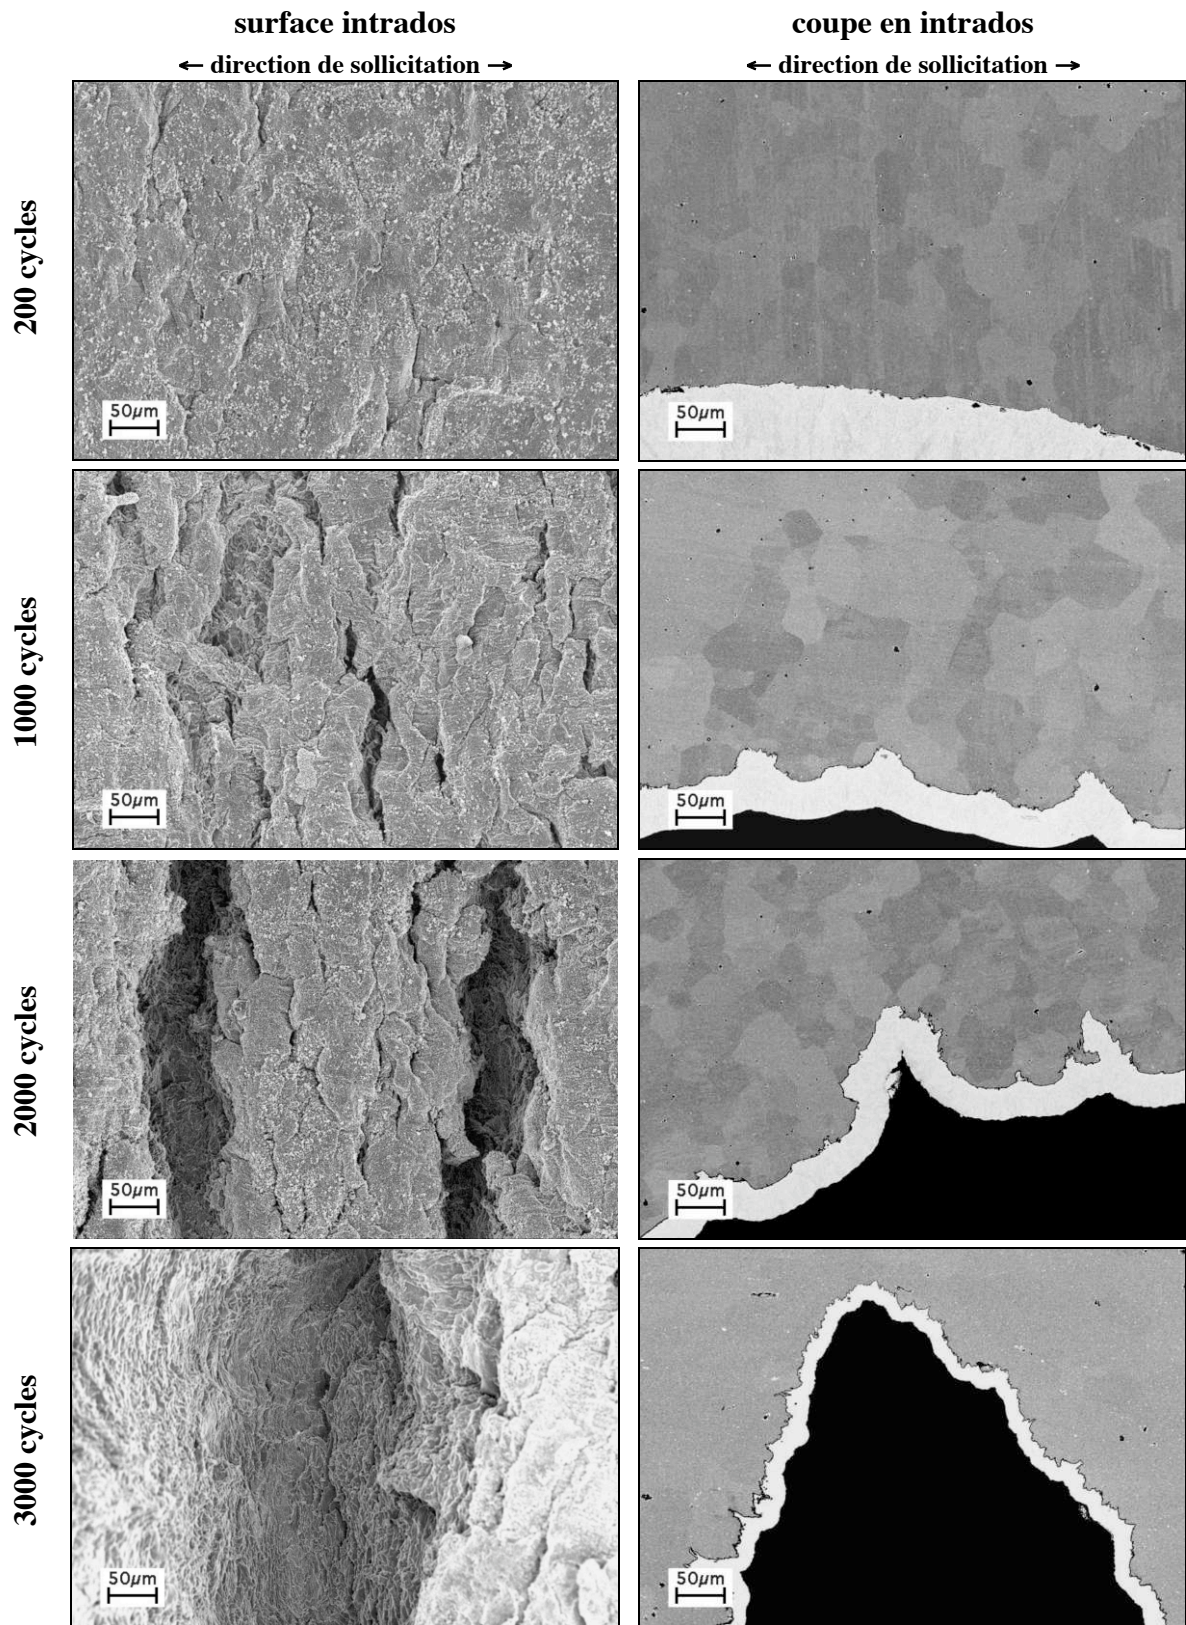 surface intrados
coupe en intrados
← direction de sollicitation →
← direction de sollicitation →
200 cycles
50µm
50µm
1000 cycles
50µm
50µm
2000 cycles
50µm
50µm
3000 cycles
50µm
50µm